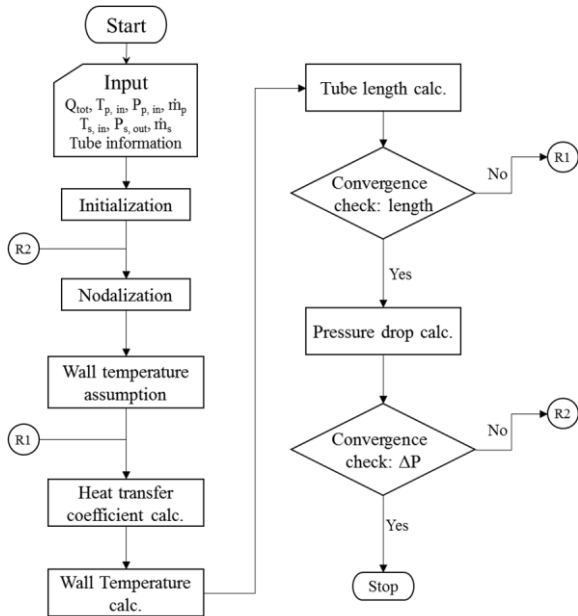 Start
Input
Q_tot, T_p, in, P_p, in, ṁ_p
T_s, in, P_s, out, ṁ_s
Tube information
Initialization
R2
Nodalization
Wall temperature
assumption
R1
Heat transfer
coefficient calc.
Wall Temperature
calc.
Tube length calc.
Convergence
check: length
No
R1
Yes
Pressure drop calc.
Convergence
check: ΔP
No
R2
Yes
Stop